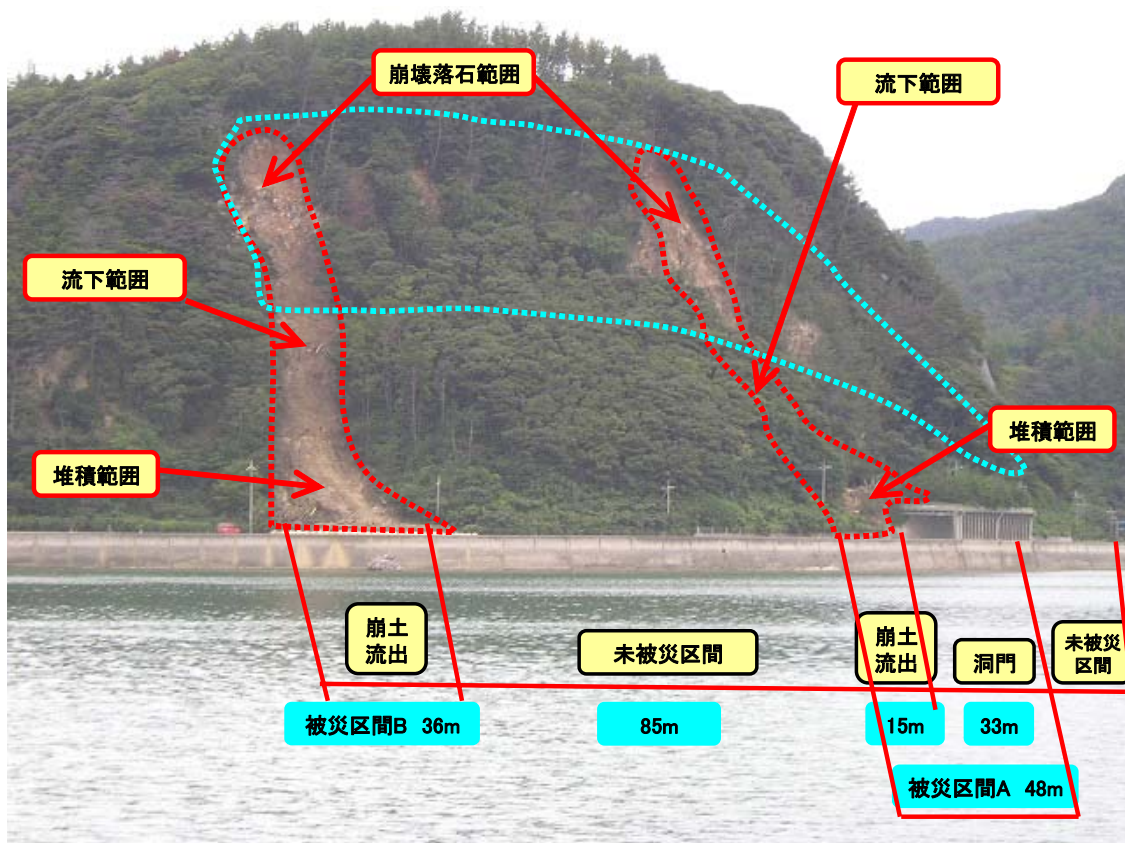 崩壊落石範囲
流下範囲
流下範囲
堆積範囲
堆積範囲
崩土
流出
未被災区間
崩土
流出
洞門
未被災
区間
被災区間B 36m
85m
15m
33m
被災区間A 48m